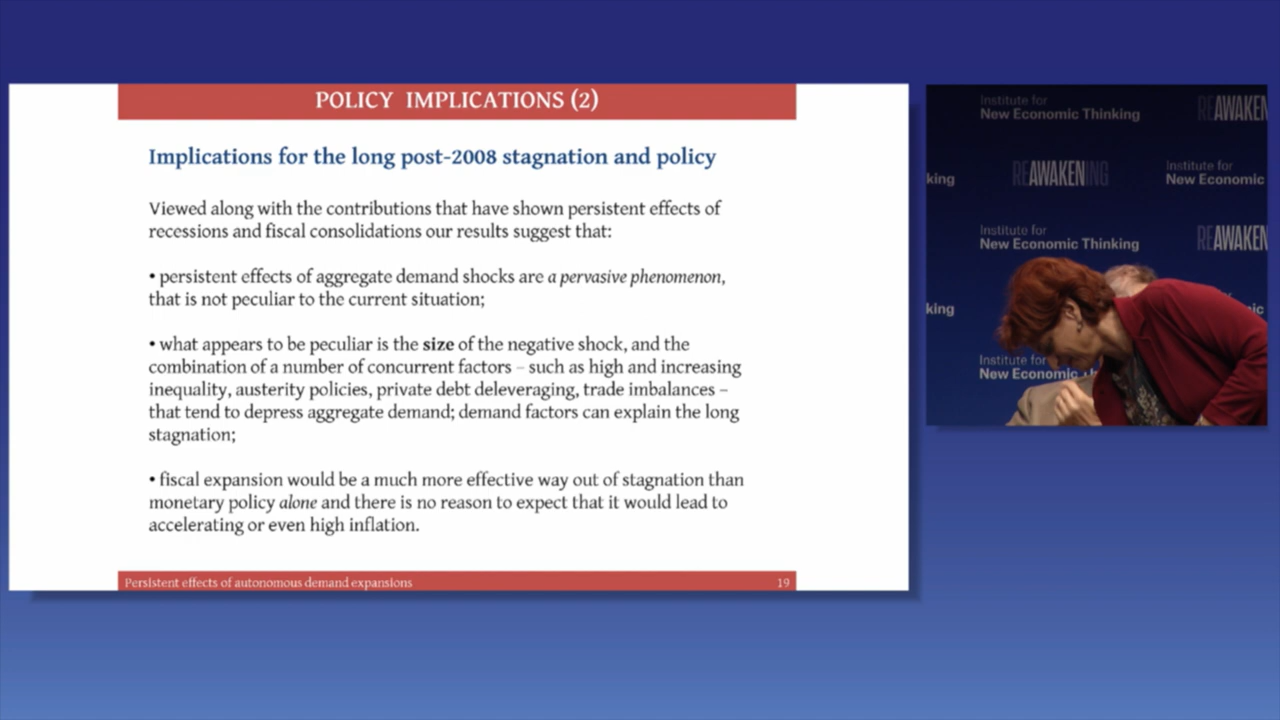 POLICY IMPLICATIONS (2)
Implications for the long post-2008 stagnation and policy
Viewed along with the contributions that have shown persistent effects of
recessions and fiscal consolidations our results suggest that:
• persistent effects of aggregate demand shocks are a pervasive phenomenon,
that is not peculiar to the current situation;
• what appears to be peculiar is the size of the negative shock, and the
combination of a number of concurrent factors – such as high and increasing
inequality, austerity policies, private debt deleveraging, trade imbalances –
that tend to depress aggregate demand; demand factors can explain the long
stagnation;
• fiscal expansion would be a much more effective way out of stagnation than
monetary policy alone and there is no reason to expect that it would lead to
accelerating or even high inflation.
Persistent effects of autonomous demand expansions 19
Institute for
New Economic Thinking
REAWAKEN
king
REAWAKENING
Institute for
New Economic
Institute for
New Economic Thinking
REAWAKEN
king
ic
Institute for
New Economic